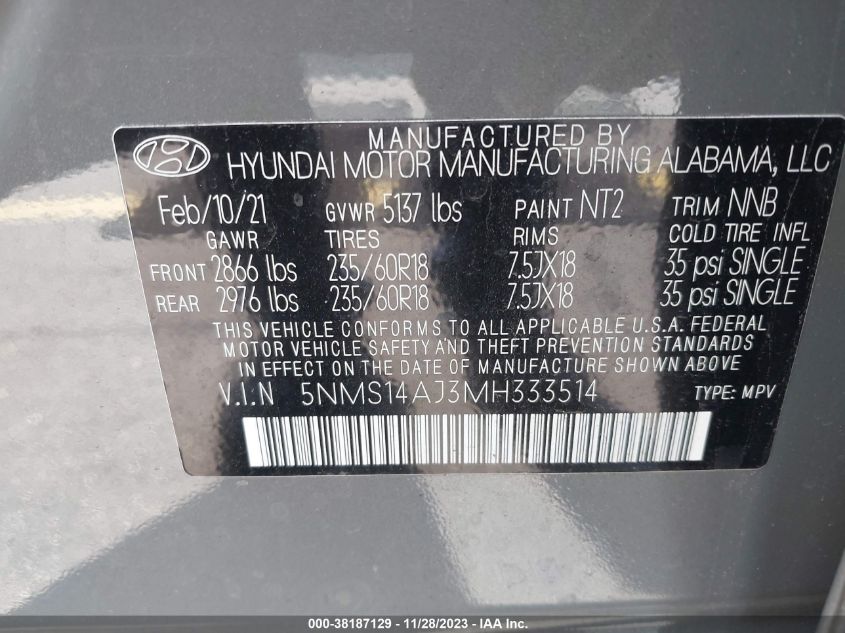 MANUFACTURED BY
HYUNDAI MOTOR MANUFACTURING ALABAMA, LLC
Feb/10/21 GVWR 5137 lbs PAINT NT2 TRIM NNB
GAWR TIRES RIMS COLD TIRE INFL
FRONT 2866 lbs 235/60R18 7.5JX18 35 psi SINGLE
REAR 2976 lbs 235/60R18 7.5JX18 35 psi SINGLE
THIS VEHICLE CONFORMS TO ALL APPLICABLE U.S.A. FEDERAL
MOTOR VEHICLE SAFETY AND THEFT PREVENTION STANDARDS
IN EFFECT ON THE DATE OF MANUFACTURE SHOWN ABOVE
V.I.N 5NMS14AJ3MH333514 TYPE: MPV
000-38187129 - 11/28/2023 - IAA Inc.